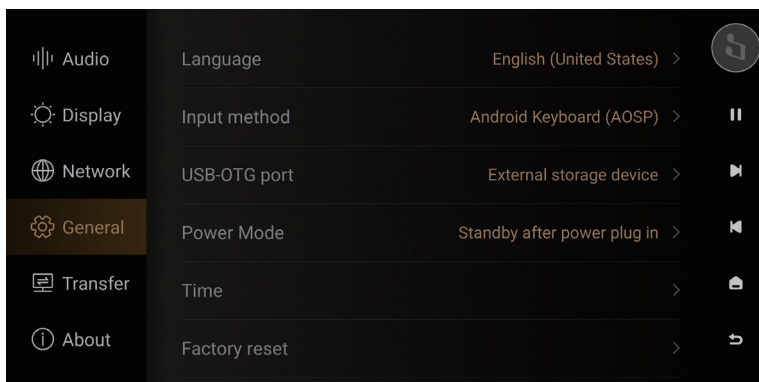 Audio
Display
Network
General
Transfer
About
Language English (United States)
Input method Android Keyboard (AOSP)
USB-OTG port External storage device
Power Mode Standby after power plug in
Time
Factory reset